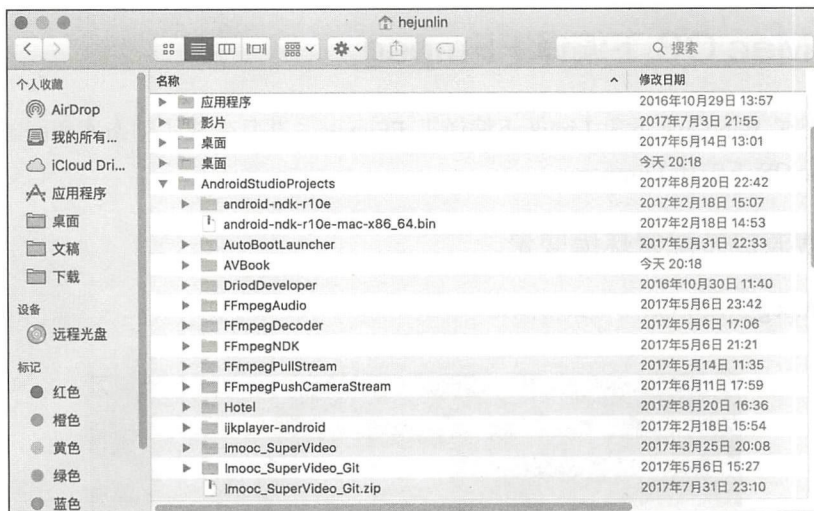 hejunlin
搜索
个人收藏
AirDrop
我的所有...
iCloud Dri...
应用程序
桌面
文稿
下载
设备
远程光盘
标记
红色
橙色
黄色
绿色
蓝色
名称 修改日期
应用程序 2016年10月29日 13:57
影片 2017年7月3日 21:55
桌面 2017年5月14日 13:01
桌面 今天 20:18
AndroidStudioProjects 2017年8月20日 22:42
android-ndk-r10e 2017年2月18日 15:07
android-ndk-r10e-mac-x86_64.bin 2017年2月18日 14:53
AutoBootLauncher 2017年5月31日 22:33
AVBook 今天 20:18
DriodDeveloper 2016年10月30日 11:40
FFmpegAudio 2017年5月6日 23:42
FFmpegDecoder 2017年5月6日 17:06
FFmpegNDK 2017年5月6日 21:21
FFmpegPullStream 2017年5月14日 11:35
FFmpegPushCameraStream 2017年6月11日 17:59
Hotel 2017年8月20日 16:36
ijkplayer-android 2017年2月18日 15:54
Imooc_SuperVideo 2017年3月25日 20:08
Imooc_SuperVideo_Git 2017年5月6日 15:27
Imooc_SuperVideo_Git.zip 2017年7月31日 23:10